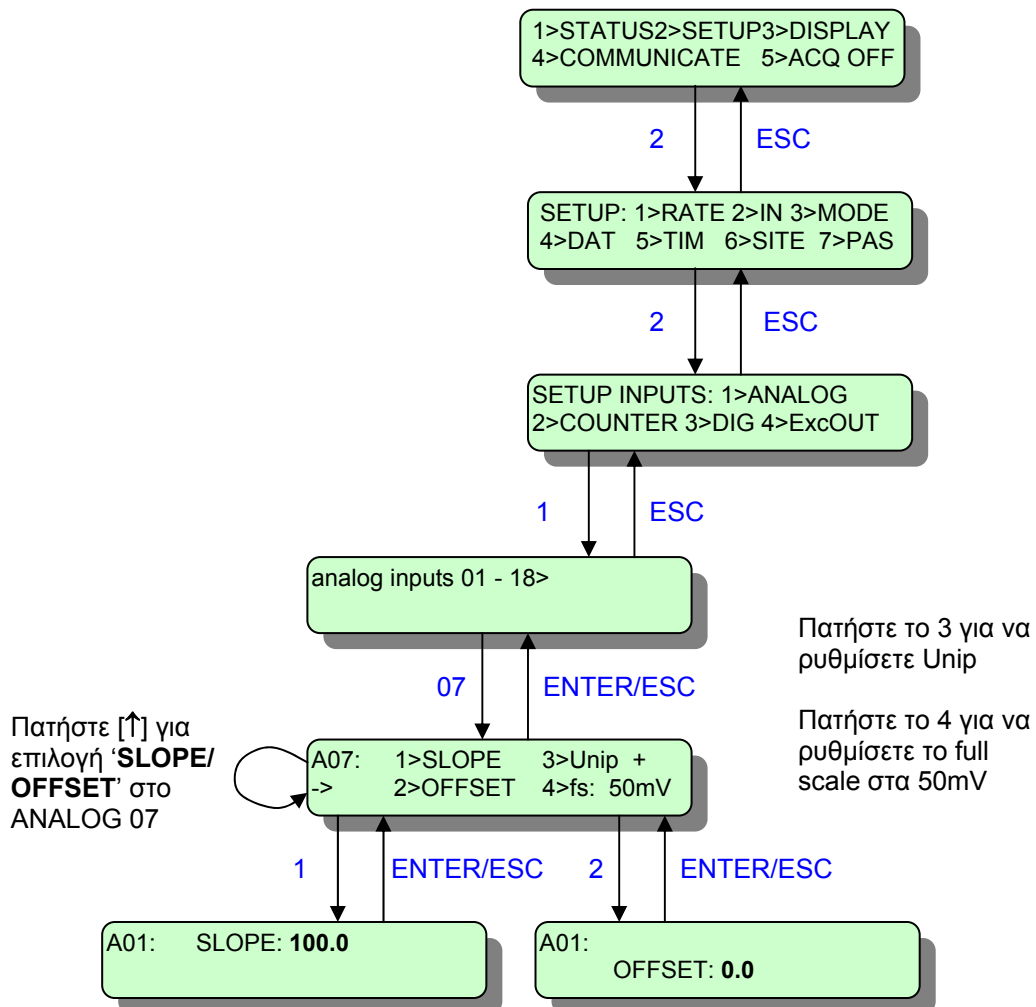 1>STATUS2>SETUP3>DISPLAY
4>COMMUNICATE 5>ACQ OFF
2
ESC
SETUP: 1>RATE 2>IN 3>MODE
4>DAT 5>TIM 6>SITE 7>PAS
2
ESC
SETUP INPUTS: 1>ANALOG
2>COUNTER 3>DIG 4>ExcOUT
1
ESC
analog inputs 01 - 18>
07
ENTER/ESC
Πατήστε το 3 για να
ρυθμίσετε Unip
Πατήστε το 4 για να
ρυθμίσετε το full
scale στα 50mV
Πατήστε [↑] για
επιλογή ‘SLOPE/
OFFSET’ στο
ANALOG 07
A07: 1>SLOPE 3>Unip +
-> 2>OFFSET 4>fs: 50mV
1
ENTER/ESC
2
ENTER/ESC
A01: SLOPE: 100.0
A01:
OFFSET: 0.0